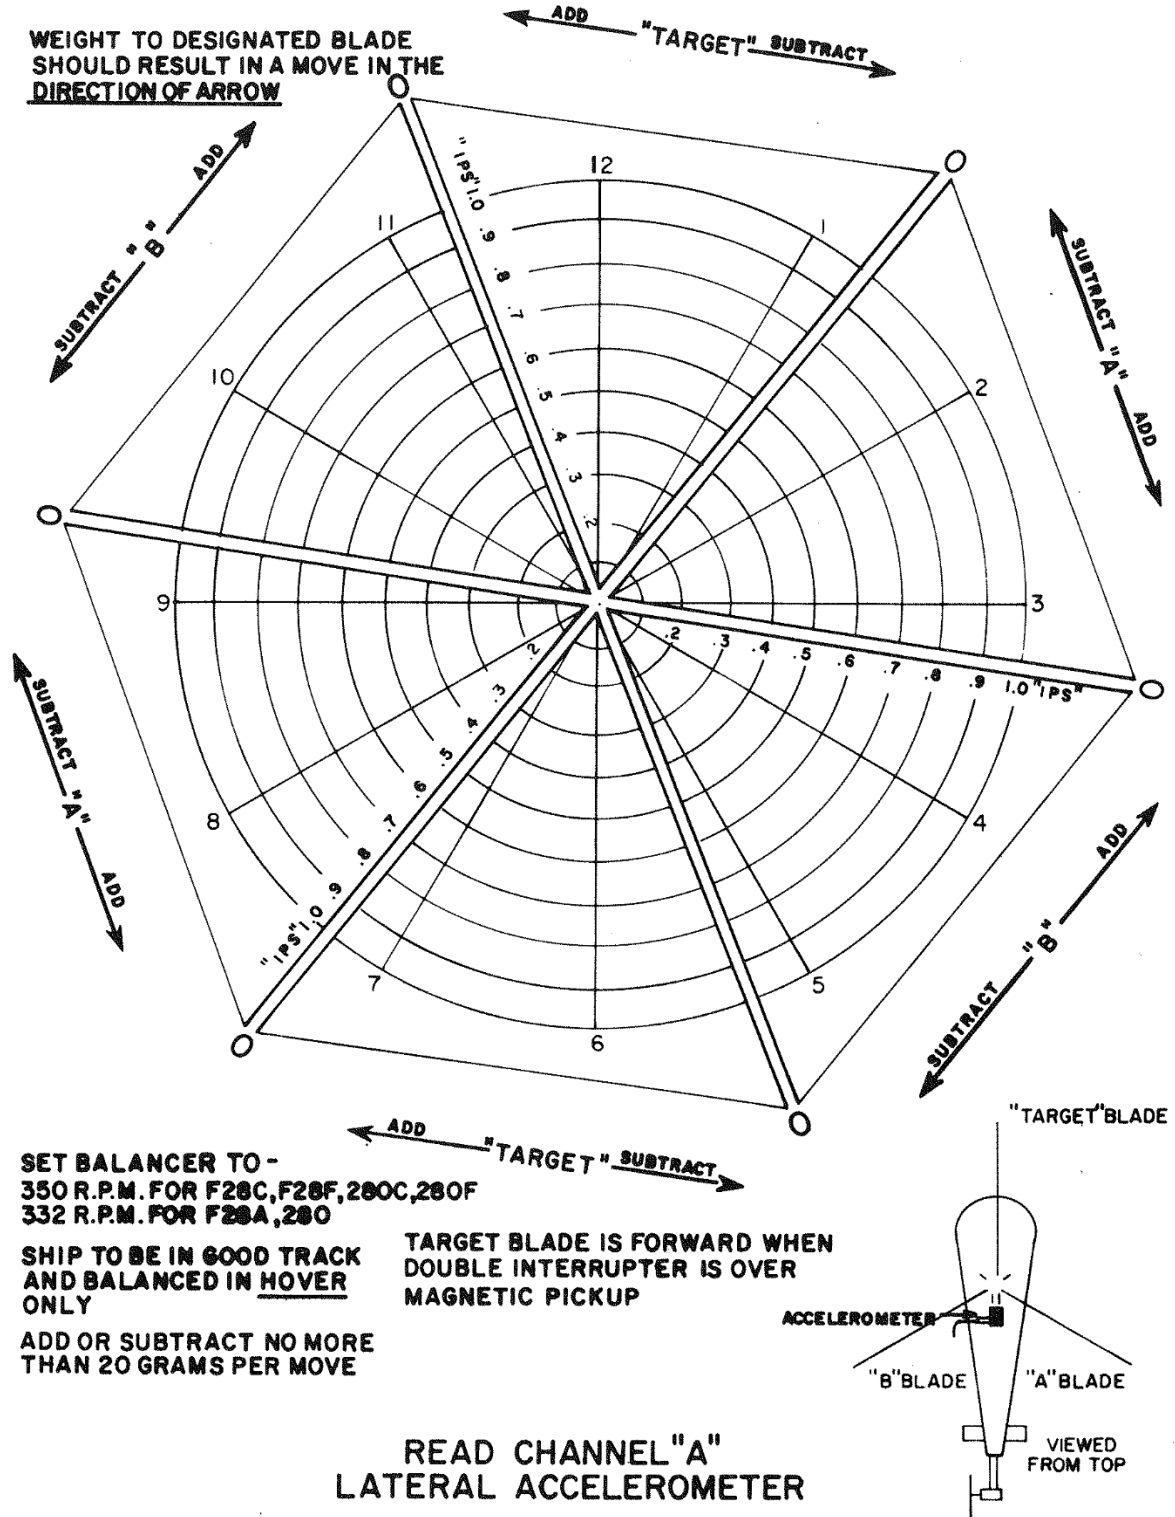 WEIGHT TO DESIGNATED BLADE
SHOULD RESULT IN A MOVE IN THE
DIRECTION OF ARROW
ADD "TARGET" SUBTRACT
SUBTRACT "B" ADD
SUBTRACT "A" ADD
"IPS" 1.0 .9 .8 .7 .6 .5 .4 .3 .2
12
11
1
10
2
9
3
.2 .3 .4 .5 .6 .7 .8 .9 1.0 "IPS"
.2 .3 .4 .5 .6 .7 .8 .9 1.0 "IPS"
8
4
7
5
6
SUBTRACT "A" ADD
SUBTRACT "B" ADD
ADD "TARGET" SUBTRACT
SET BALANCER TO -
350 R.P.M. FOR F28C, F28F, 280C, 280F
332 R.P.M. FOR F28A, 280
SHIP TO BE IN GOOD TRACK
AND BALANCED IN HOVER
ONLY
ADD OR SUBTRACT NO MORE
THAN 20 GRAMS PER MOVE
TARGET BLADE IS FORWARD WHEN
DOUBLE INTERRUPTER IS OVER
MAGNETIC PICKUP
"TARGET" BLADE
ACCELEROMETER
"B" BLADE
"A" BLADE
VIEWED
FROM TOP
READ CHANNEL "A"
LATERAL ACCELEROMETER